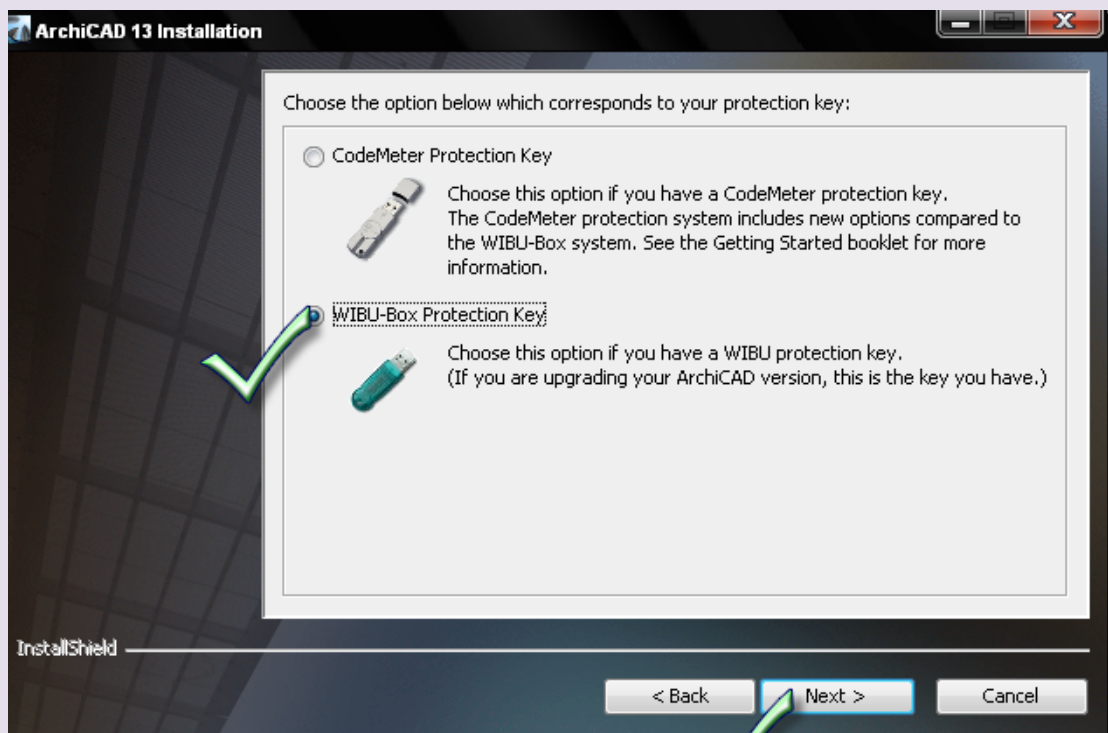 ArchiCAD 13 Installation
Choose the option below which corresponds to your protection key:
CodeMeter Protection Key
Choose this option if you have a CodeMeter protection key.
The CodeMeter protection system includes new options compared to
the WIBU-Box system. See the Getting Started booklet for more
information.
WIBU-Box Protection Key
Choose this option if you have a WIBU protection key.
(If you are upgrading your ArchiCAD version, this is the key you have.)
InstallShield
< Back Next > Cancel